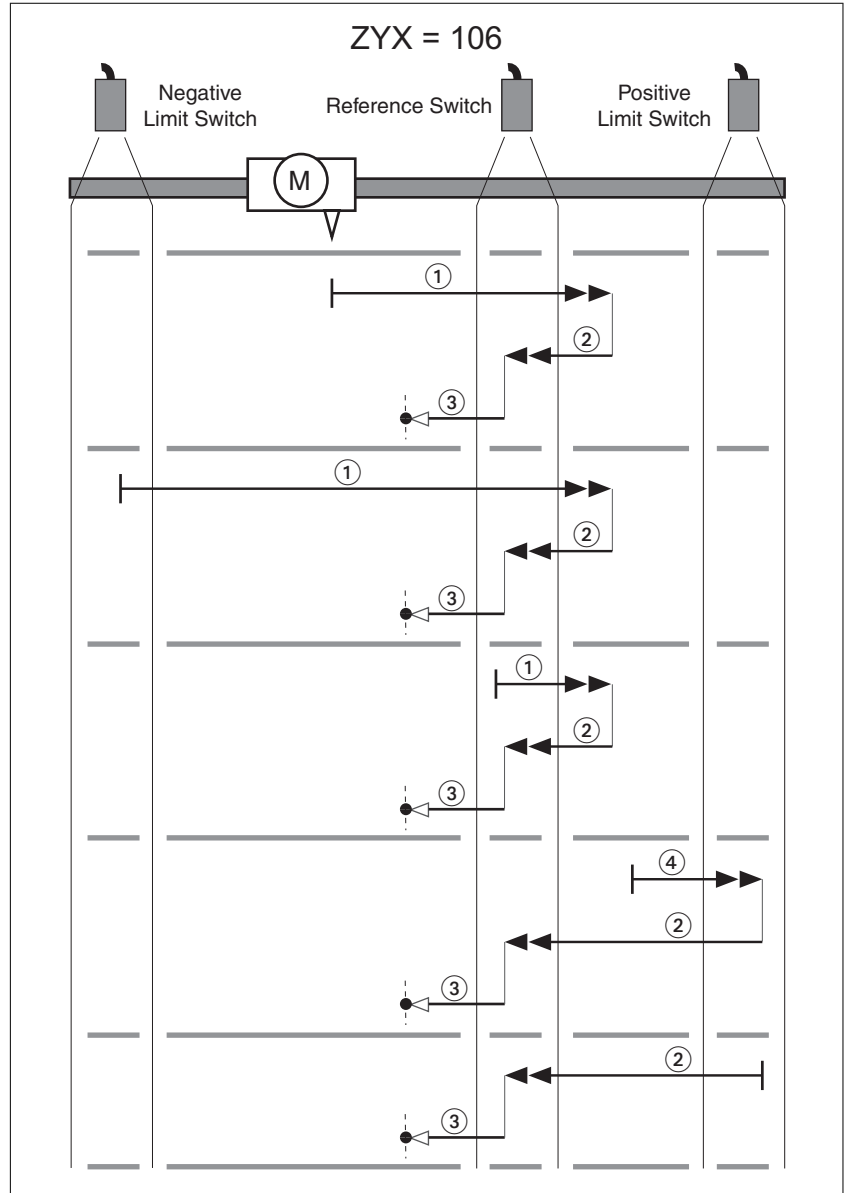 ZYX = 106
Negative
Limit Switch
Reference Switch
Positive
Limit Switch
M
1
2
3
1
2
3
1
2
3
4
2
3
2
3